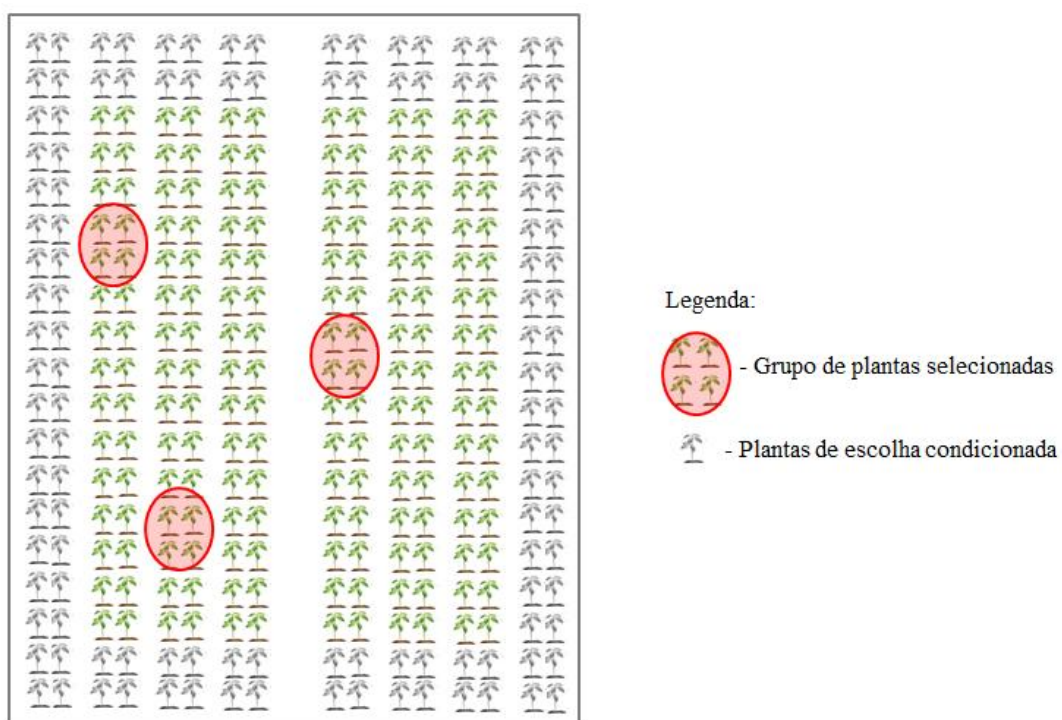 Legenda:
- Grupo de plantas selecionadas
- Plantas de escolha condicionada